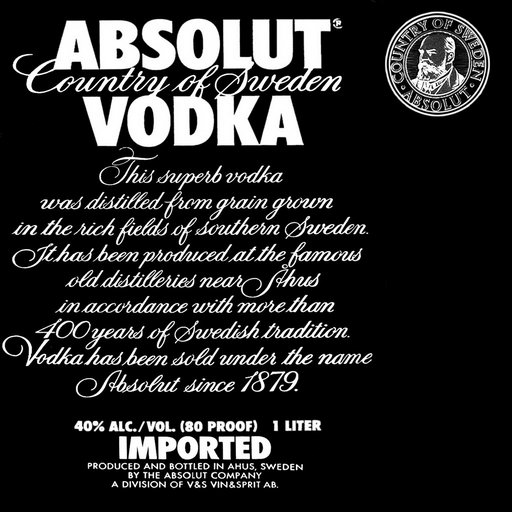 ABSOLUT
Country of Sweden
VODKA
COUNTRY OF SWEDEN
ABSOLUT
This superb vodka
was distilled from grain grown
in the rich fields of southern Sweden.
It has been produced at the famous
old distilleries near Åhus
in accordance with more than
400 years of Swedish tradition.
Vodka has been sold under the name
Absolut since 1879.
40% ALC./VOL. (80 PROOF) 1 LITER
IMPORTED
PRODUCED AND BOTTLED IN AHUS, SWEDEN
BY THE ABSOLUT COMPANY
A DIVISION OF V&S VIN&SPRIT AB.